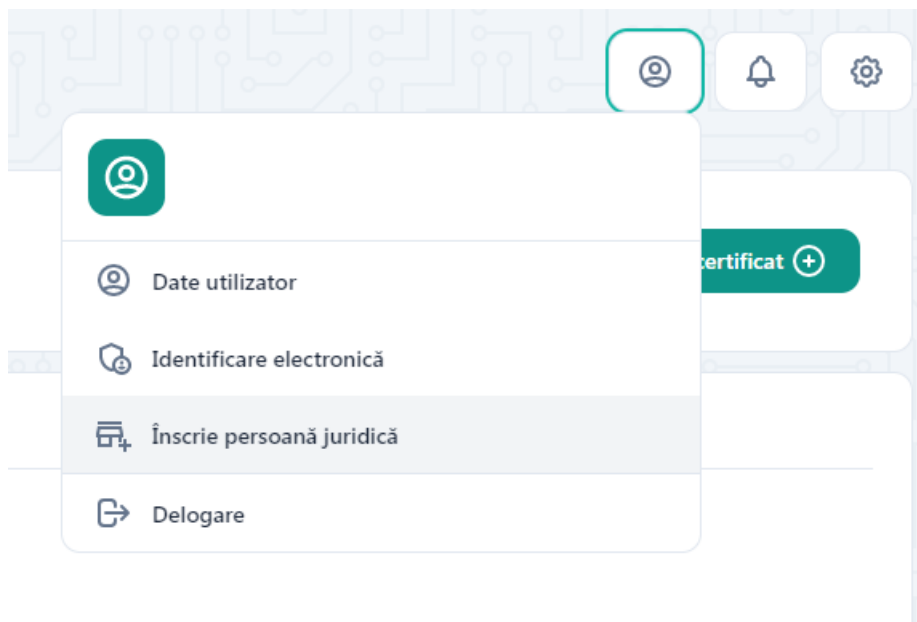 certificat
Date utilizator
Identificare electronică
Înscrie persoană juridică
Delogare